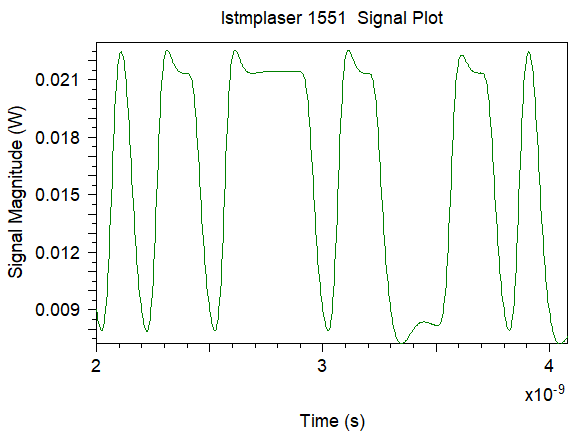 lstmplaser 1551  Signal Plot
0.021
0.018
0.015
0.012
0.009
Signal Magnitude (W)
2
3
4
x10-9
Time (s)